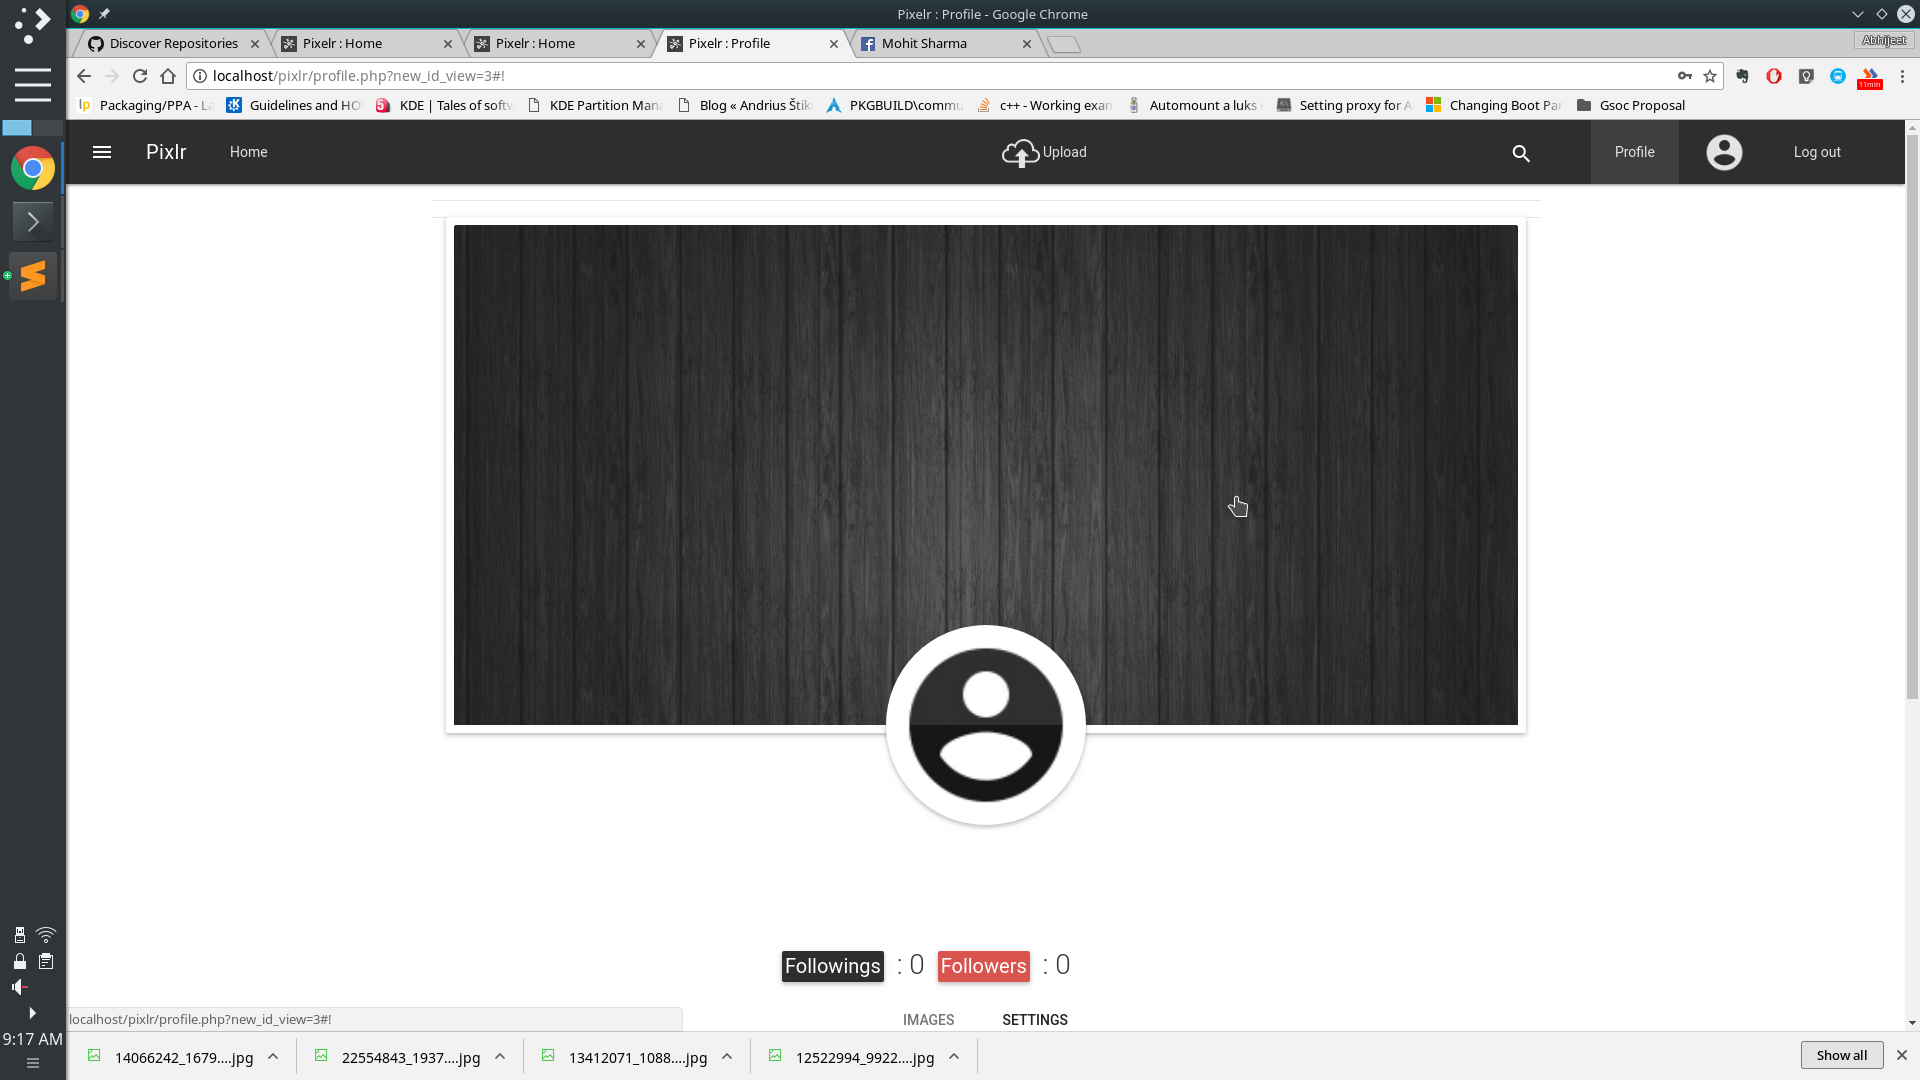 Pixelr : Profile - Google Chrome
Discover Repositories
Pixelr : Home
Pixelr : Home
Pixelr : Profile
Mohit Sharma
Abhijeet
localhost/pixlr/profile.php?new_id_view=3#!
11min
Packaging/PPA - L
Guidelines and HO
KDE | Tales of softw
KDE Partition Man
Blog « Andrius Štik
PKGBUILD\commu
c++ - Working exan
Automount a luks
Setting proxy for A
Changing Boot Par
Gsoc Proposal
Pixlr
Home
Upload
Profile
Log out
Followings : 0 Followers : 0
IMAGES
SETTINGS
localhost/pixlr/profile.php?new_id_view=3#!
9:17 AM
14066242_1679....jpg
22554843_1937....jpg
13412071_1088....jpg
12522994_9922....jpg
Show all